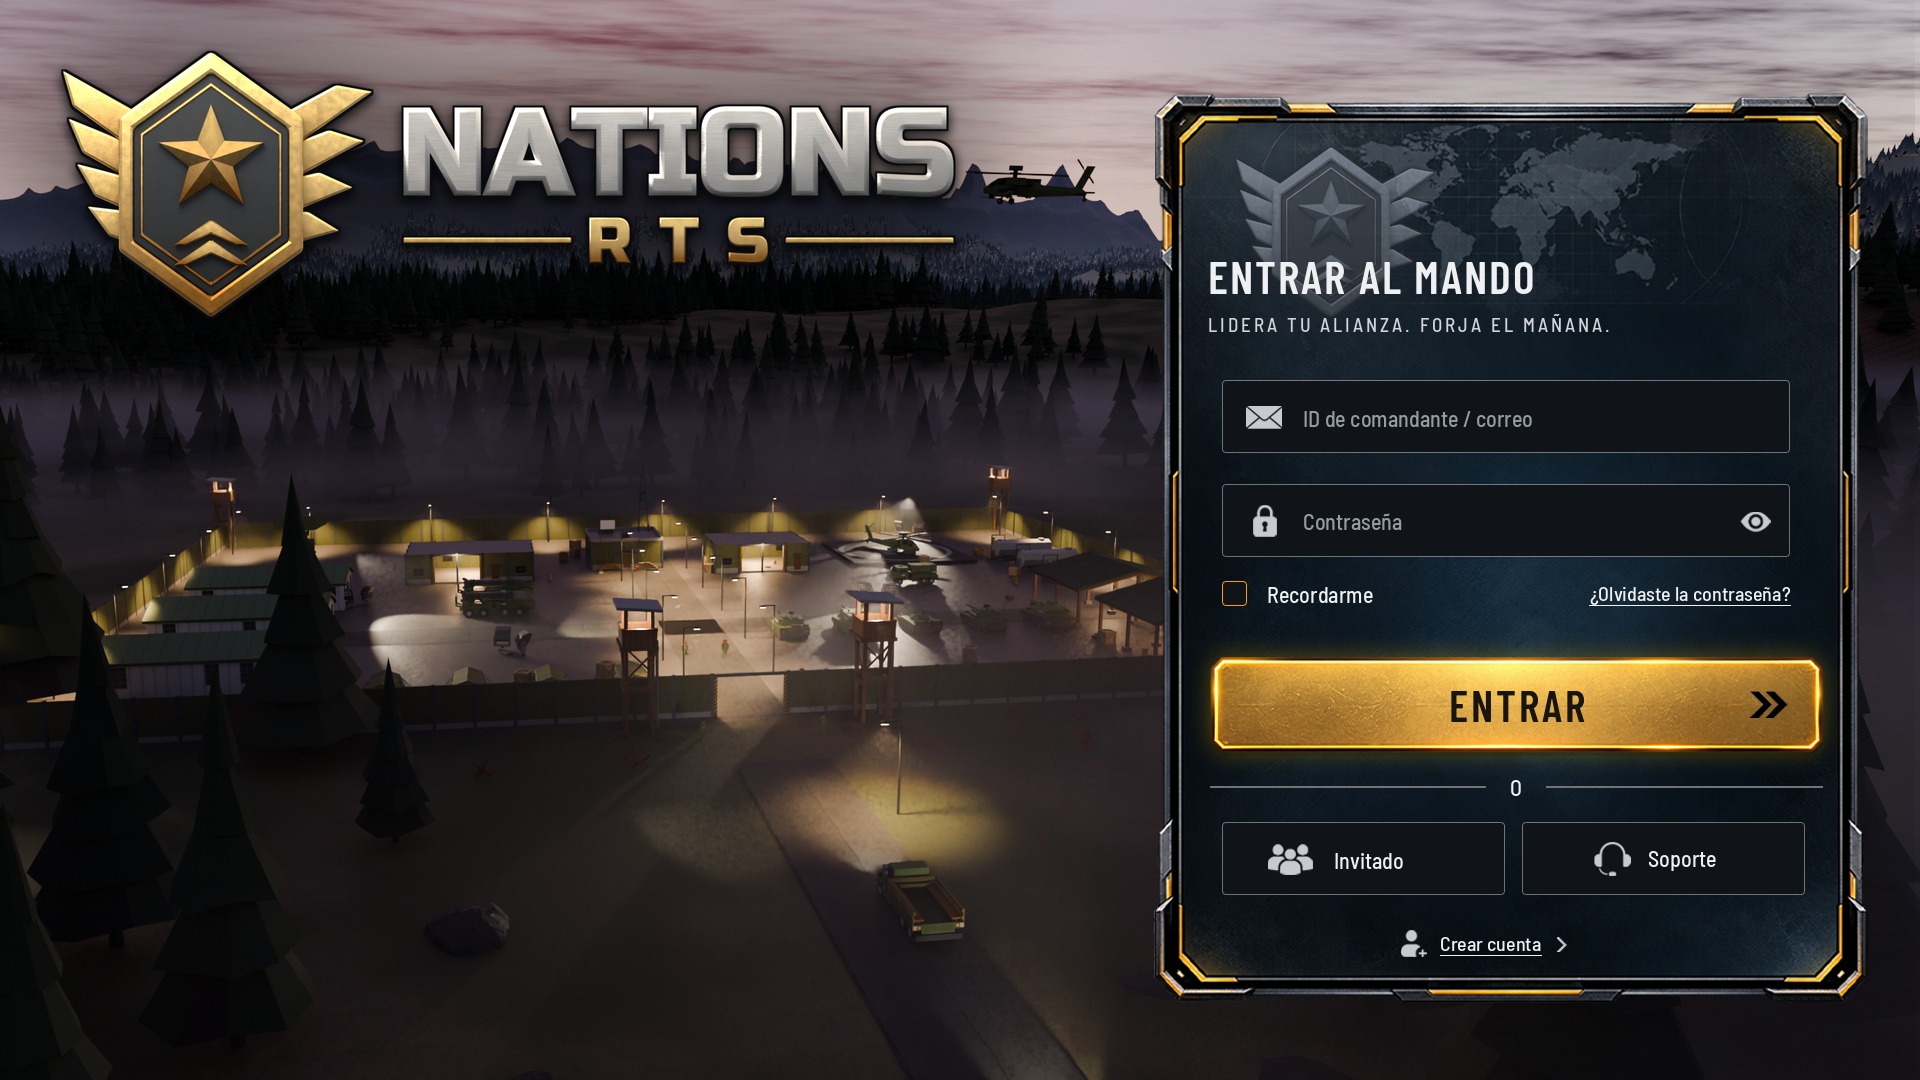 NATIONS
RTS
ENTRAR AL MANDO
LIDERA TU ALIANZA. FORJA EL MAÑANA.
ID de comandante / correo
Contraseña
Recordarme
¿Olvidaste la contraseña?
ENTRAR
O
Invitado
Soporte
Crear cuenta